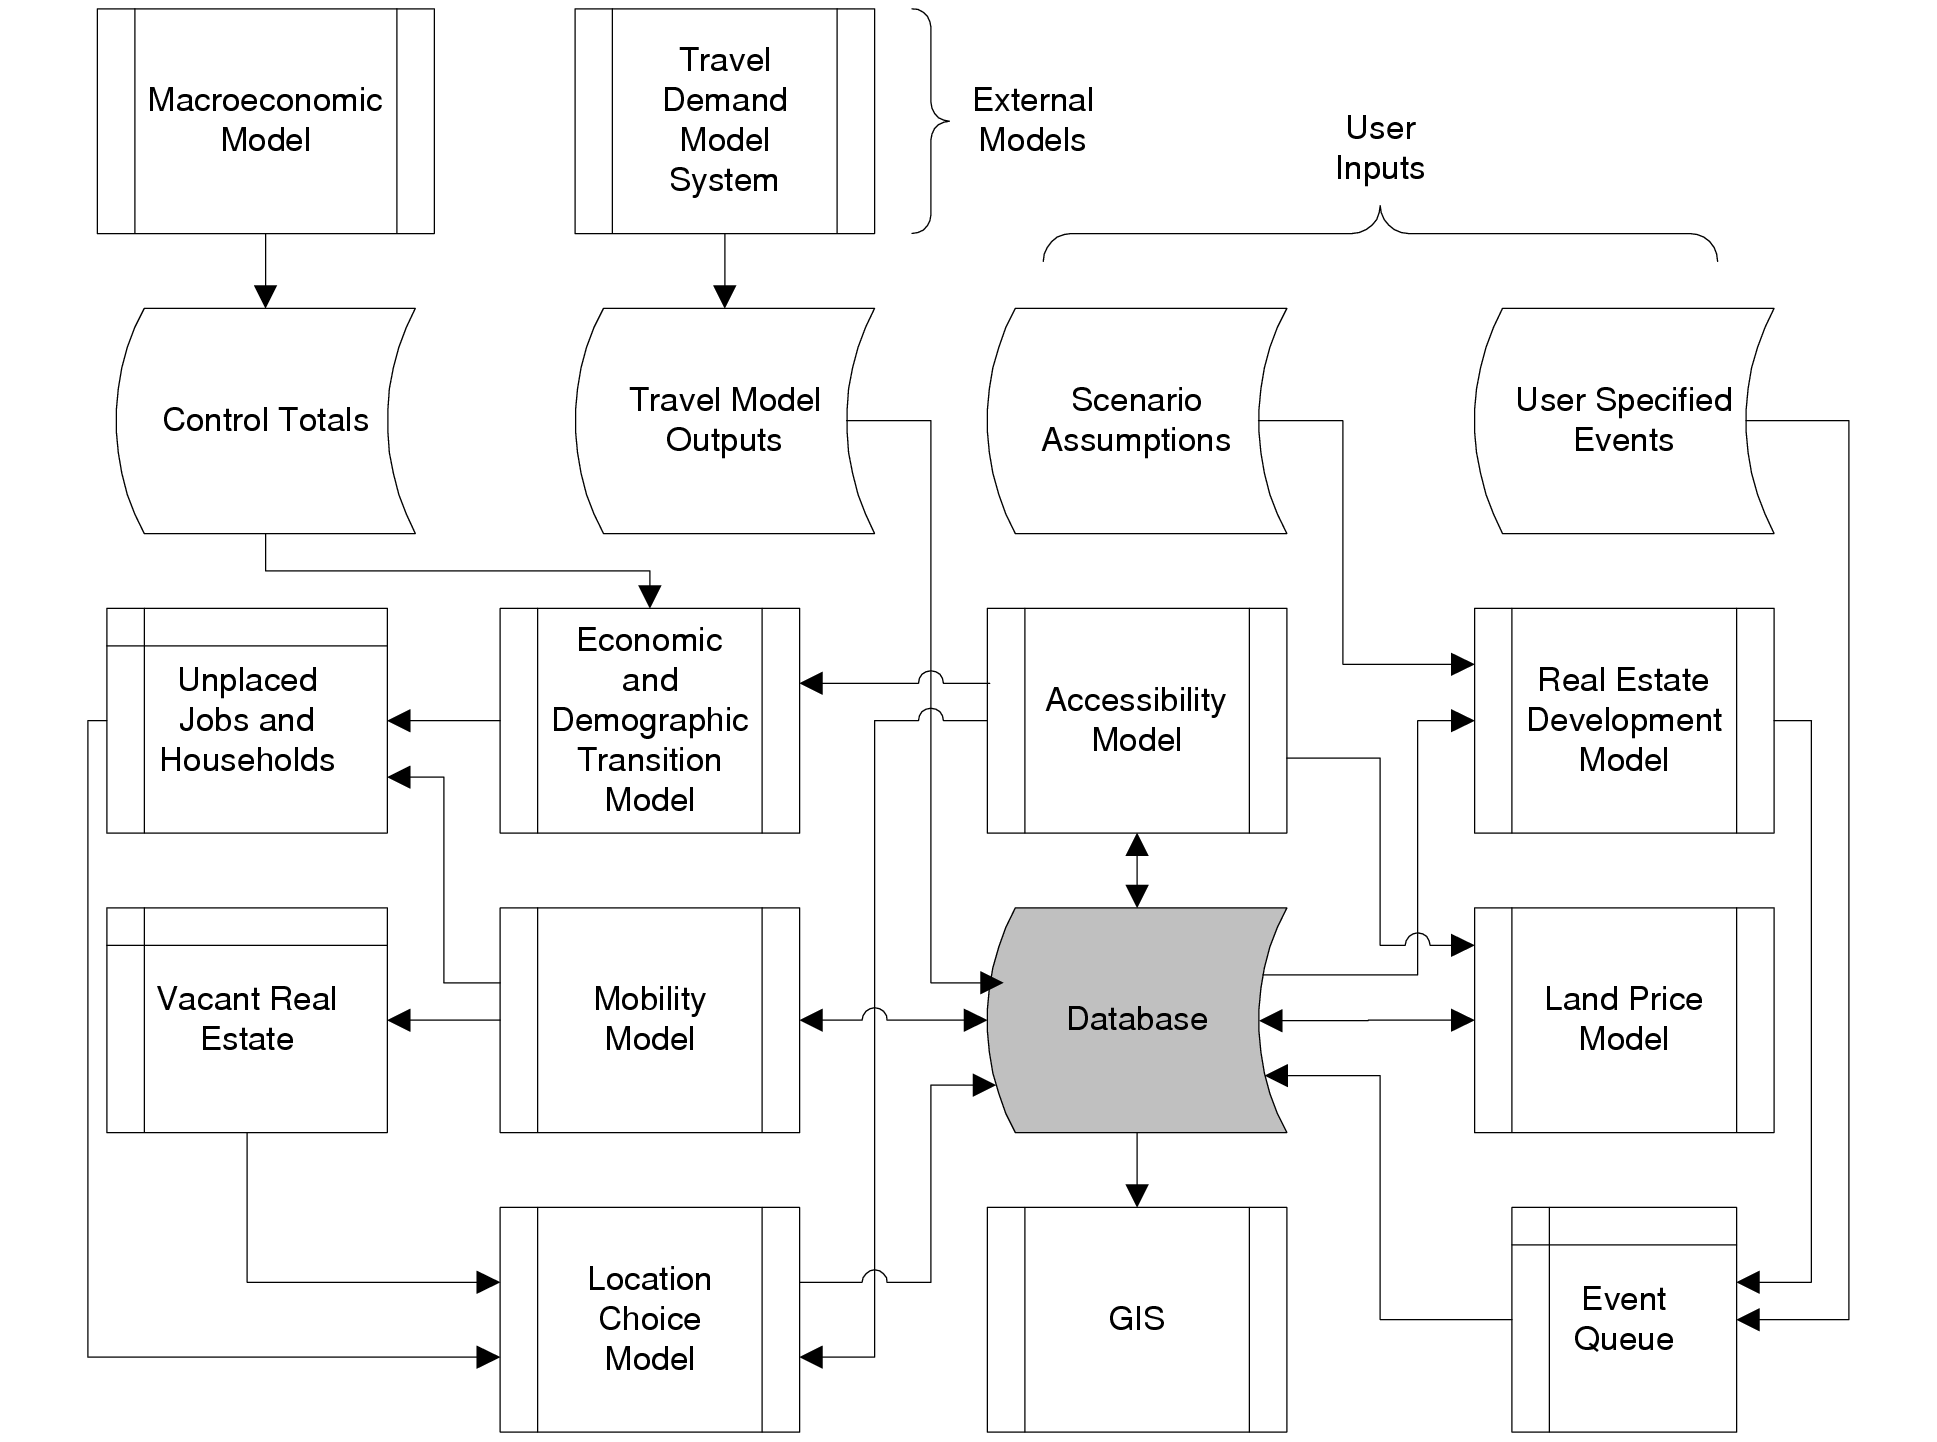 Macroeconomic
Model
Travel
Demand
Model
System
External
Models
User
Inputs
Control Totals
Travel Model
Outputs
Scenario
Assumptions
User Specified
Events
Unplaced
Jobs and
Households
Economic
and
Demographic
Transition
Model
Accessibility
Model
Real Estate
Development
Model
Vacant Real
Estate
Mobility
Model
Database
Land Price
Model
Location
Choice
Model
GIS
Event
Queue